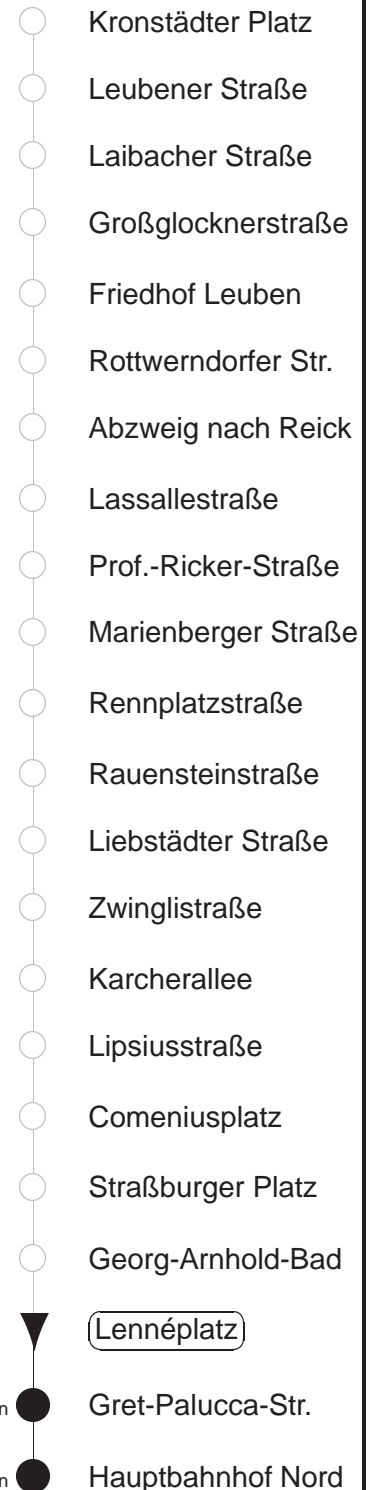 Kronstädter Platz
Leubener Straße
Laibacher Straße
Großglocknerstraße
Friedhof Leuben
Rottwerndorfer Str.
Abzweig nach Reick
Lassallestraße
Prof.-Ricker-Straße
Marienberger Straße
Rennplatzstraße
Rauensteinstraße
Liebstädter Straße
Zwinglistraße
Karcherallee
Lipsiusstraße
Comeniusplatz
Straßburger Platz
Georg-Arnhold-Bad
Lennéplatz
n Gret-Palucca-Str.
n Hauptbahnhof Nord